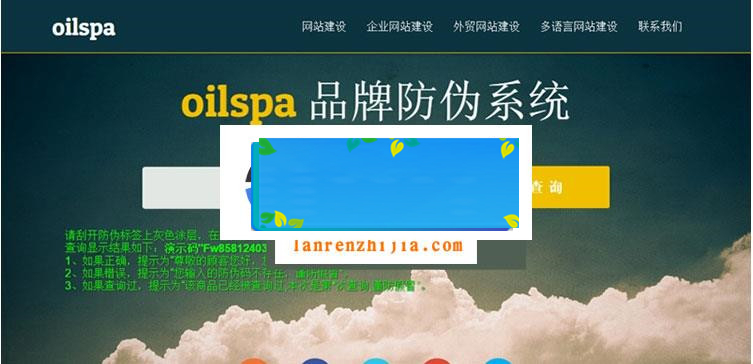 oilspa
网站建设 企业网站建设 外贸网站建设 多语言网站建设 联系我们
oilspa 品牌防伪系统
查 询
请刮开防伪标签上灰色涂层，在
查询显示结果如下：演示码"Fw85812403
1、如果正确，提示为"尊敬的顾客您好，
2、如果错误，提示为"您输入的防伪码不存在，谨防假冒"。
3、如果查询过，提示为"该商品已经被查询过,本次是第*次查询,谨防假冒"。
lanrenzhijia.com